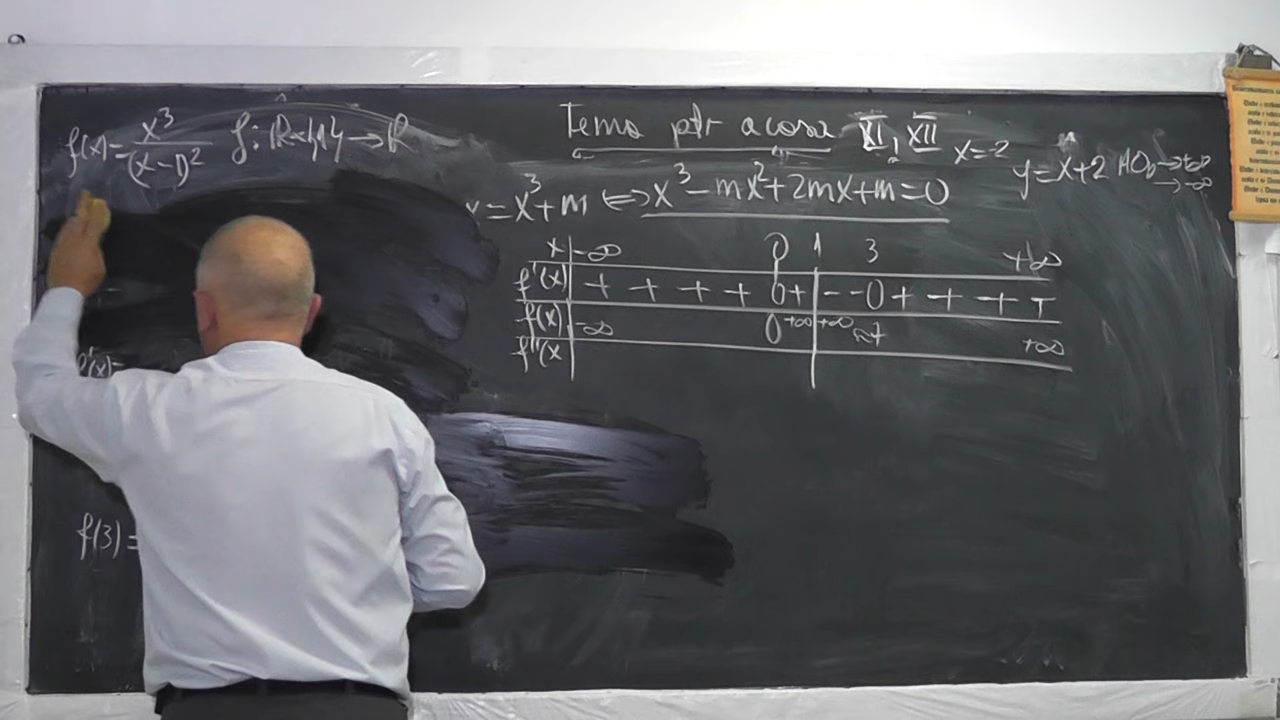 f(x)=x³/(x-1)² f: R\{1}→R
Tema ptr acasa XI, XII x=2
y=x+2 AO→+∞
→-∞
=x³+m ⟺ x³-mx²+2mx+m=0
x -∞ 0 1 3 +∞
f'(x) + + + + 0 + - - 0 + + + +
f(x) -∞ 0 +∞ +∞ +∞
f''(x
f'(x)=
f(3)=